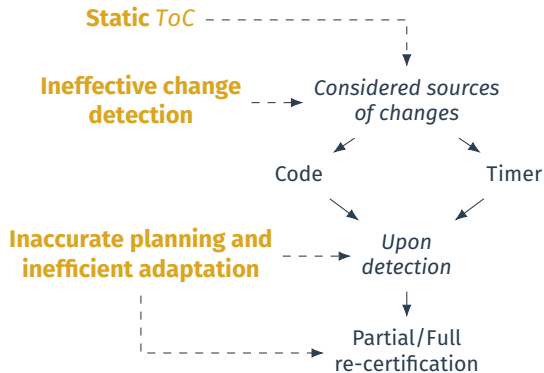 Static ToC
Ineffective change
detection
Considered sources
of changes
Code
Timer
Inaccurate planning and
inefficient adaptation
Upon
detection
Partial/Full
re-certification